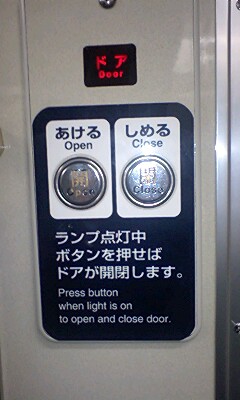 ドア
Door
あける
Open
しめる
Close
開
Open
閉
Close
ランプ点灯中
ボタンを押せば
ドアが開閉します。
Press button
when light is on
to open and close door.